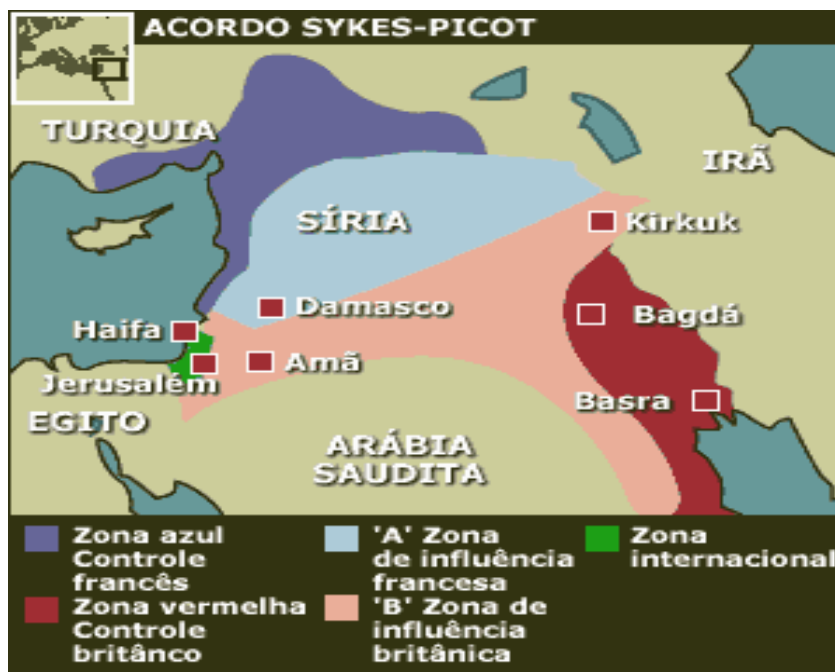 ACORDO SYKES-PICOT
TURQUIA
IRÃ
SÍRIA
Kirkuk
Damasco
Bagdá
Haifa
Amã
Jerusalém
Basra
EGITO
ARÁBIA
SAUDITA
Zona azul
Controle
francês
'A' Zona
de influência
francesa
Zona
internacional
Zona vermelha
Controle
britânco
'B' Zona de
influência
britânica